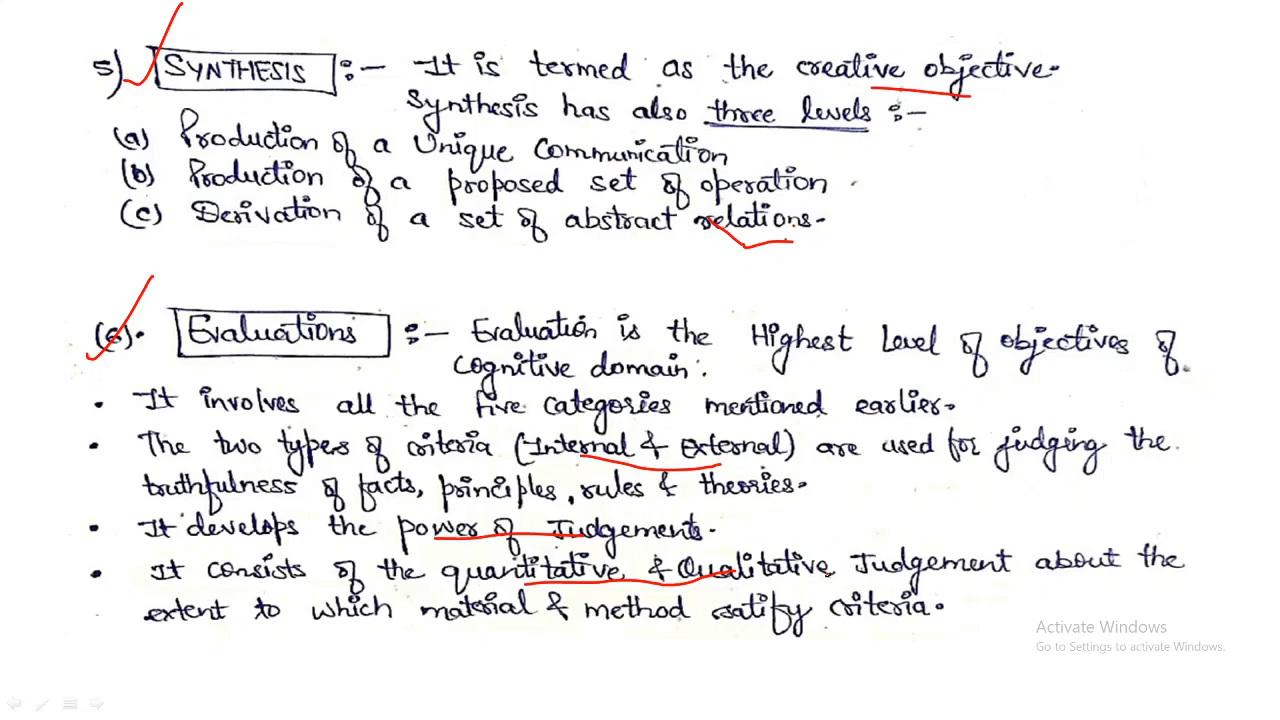 5) SYNTHESIS :- It is termed as the creative objective.
Synthesis has also three levels :-
(a) Production of a Unique Communication
(b) Production of a proposed set of operation
(c) Derivation of a set of abstract relations.
(6). Evaluations :- Evaluation is the Highest Level of objectives of
cognitive domain.
• It involves all the five categories mentioned earlier.
• The two types of criteria (Internal & External) are used for judging the
truthfulness of facts, principles, rules & theories.
• It develops the power of Judgements.
• It consists of the quantitative & Qualitative Judgement about the
extent to which material & method satify criteria.
Activate Windows
Go to Settings to activate Windows.